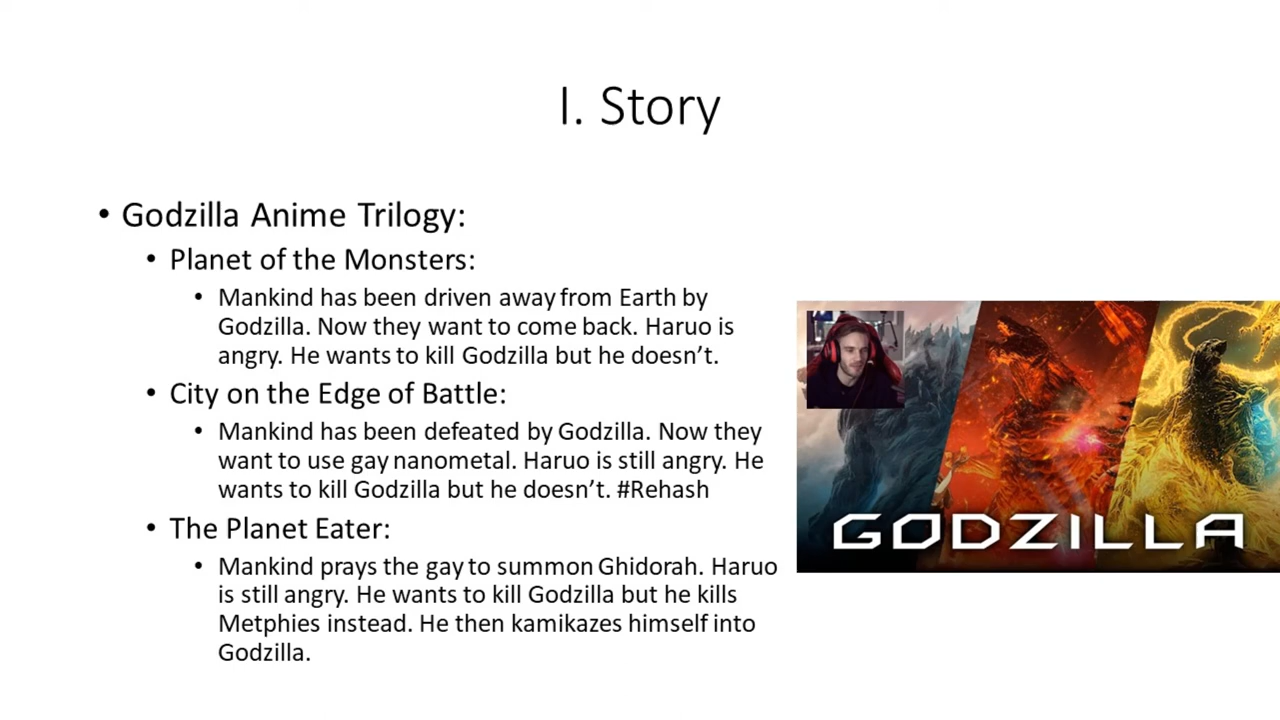 I. Story
• Godzilla Anime Trilogy:
• Planet of the Monsters:
• Mankind has been driven away from Earth by
Godzilla. Now they want to come back. Haruo is
angry. He wants to kill Godzilla but he doesn’t.
• City on the Edge of Battle:
• Mankind has been defeated by Godzilla. Now they
want to use gay nanometal. Haruo is still angry. He
wants to kill Godzilla but he doesn’t. #Rehash
• The Planet Eater:
• Mankind prays the gay to summon Ghidorah. Haruo
is still angry. He wants to kill Godzilla but he kills
Metphies instead. He then kamikazes himself into
Godzilla.
GODZILLA